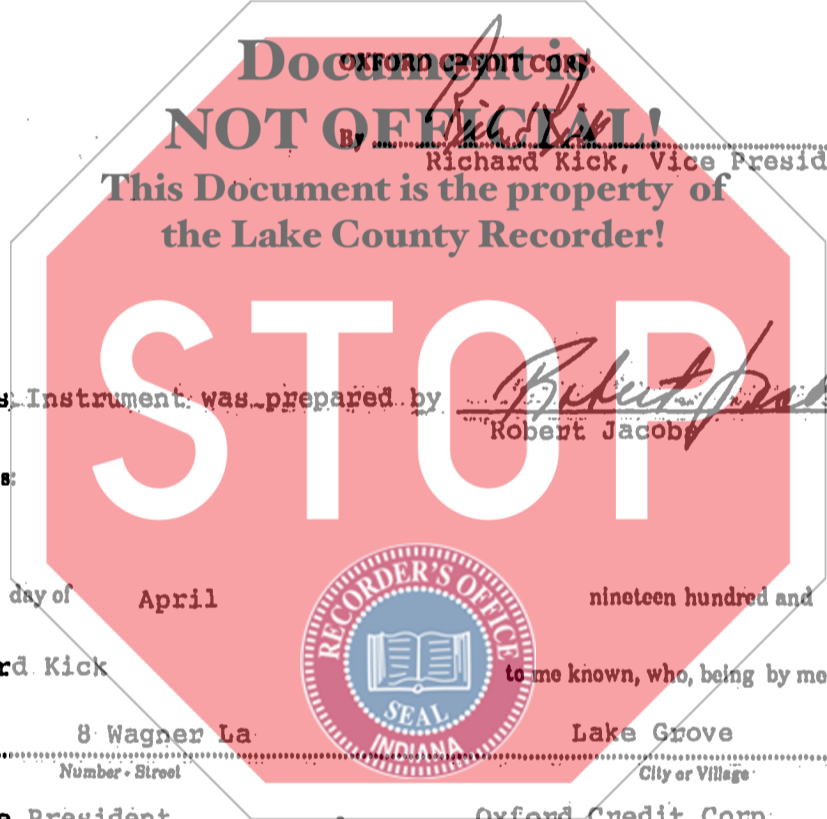 Document is
OXFORD CREDIT CORP.
NOT OFFICIAL!
By
Richard Kick, Vice Presid
This Document is the property of
the Lake County Recorder!
STOP
s Instrument was prepared by
Robert Jacobs
s:
day of April nineteen hundred and
RECORDER'S OFFICE
rd Kick to me known, who, being by me
SEAL
INDIANA
8 Wagner La Lake Grove
Number - Street City or Village
President Oxford Credit Corp